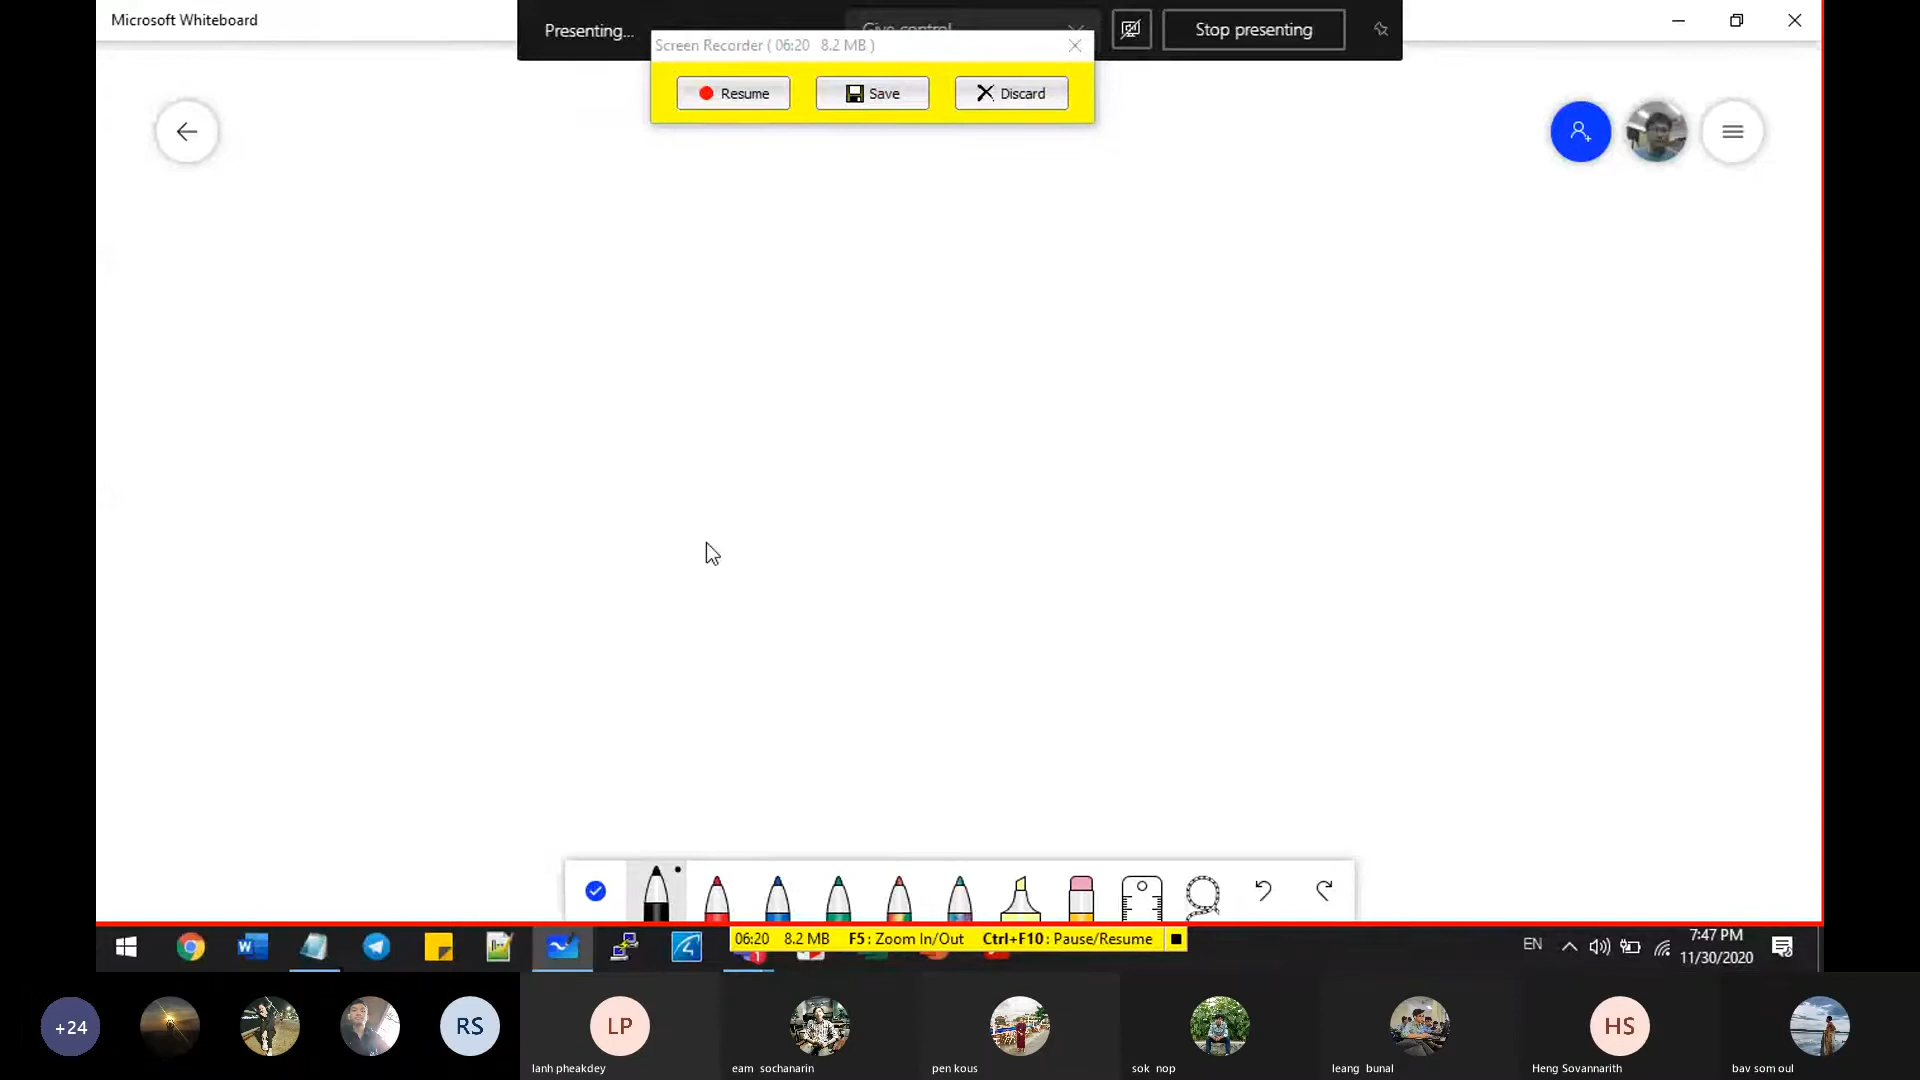 Microsoft Whiteboard
Presenting...
Give control
Stop presenting
Screen Recorder ( 06:20 8.2 MB )
Resume
Save
Discard
06:20 8.2 MB F5: Zoom In/Out Ctrl+F10: Pause/Resume
EN
7:47 PM
11/30/2020
+24
RS
LP
HS
lanh pheakdey
eam sochanarin
pen kous
sok nop
leang bunal
Heng Sovannarith
bav som oul